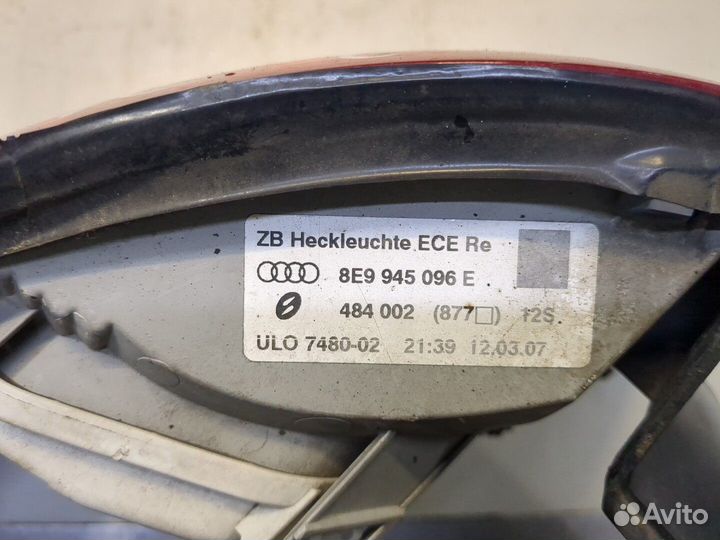 ZB Heckleuchte ECE Re
8E9 945 096 E
484 002 (877□) 12S
ULO 7480-02 21:39 12.03.07
Avito